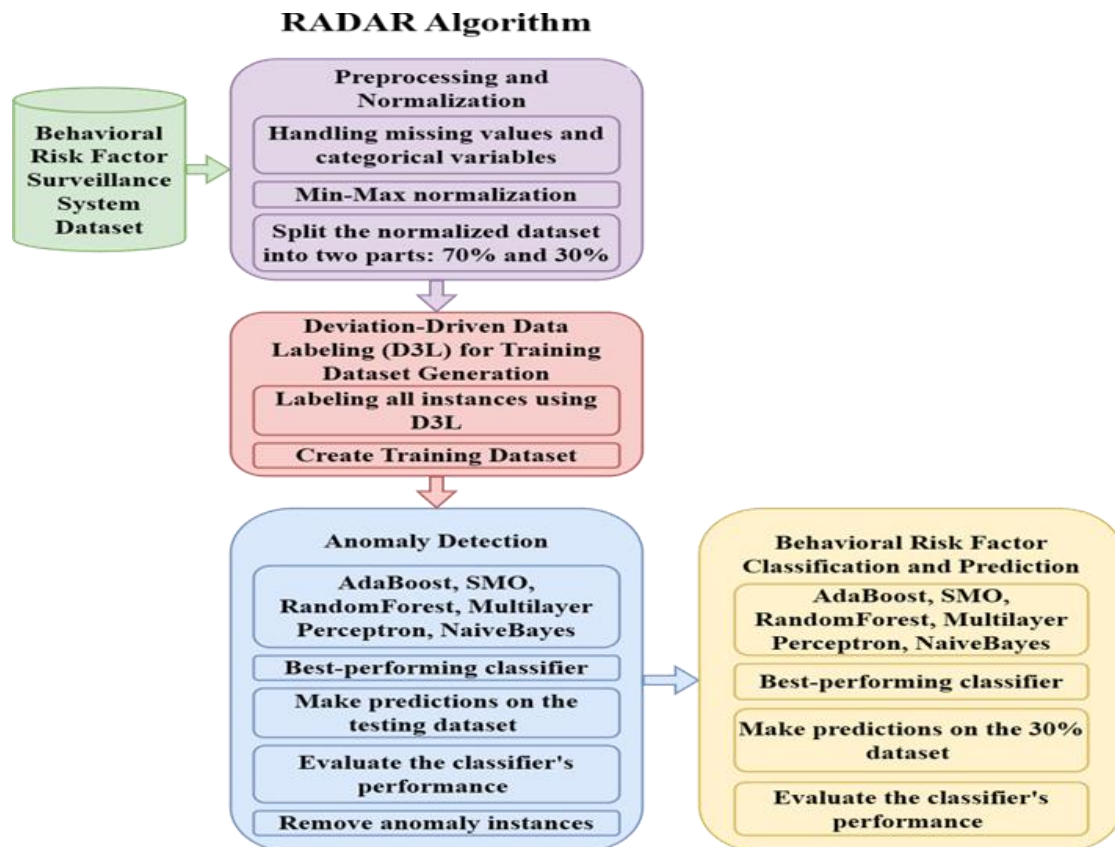 RADAR Algorithm
Behavioral
Risk Factor
Surveillance
System
Dataset
Preprocessing and
Normalization
Handling missing values and
categorical variables
Min-Max normalization
Split the normalized dataset
into two parts: 70% and 30%
Deviation-Driven Data
Labeling (D3L) for Training
Dataset Generation
Labeling all instances using
D3L
Create Training Dataset
Anomaly Detection
AdaBoost, SMO,
RandomForest, Multilayer
Perceptron, NaiveBayes
Best-performing classifier
Make predictions on the
testing dataset
Evaluate the classifier's
performance
Remove anomaly instances
Behavioral Risk Factor
Classification and Prediction
AdaBoost, SMO,
RandomForest, Multilayer
Perceptron, NaiveBayes
Best-performing classifier
Make predictions on the 30%
dataset
Evaluate the classifier's
performance